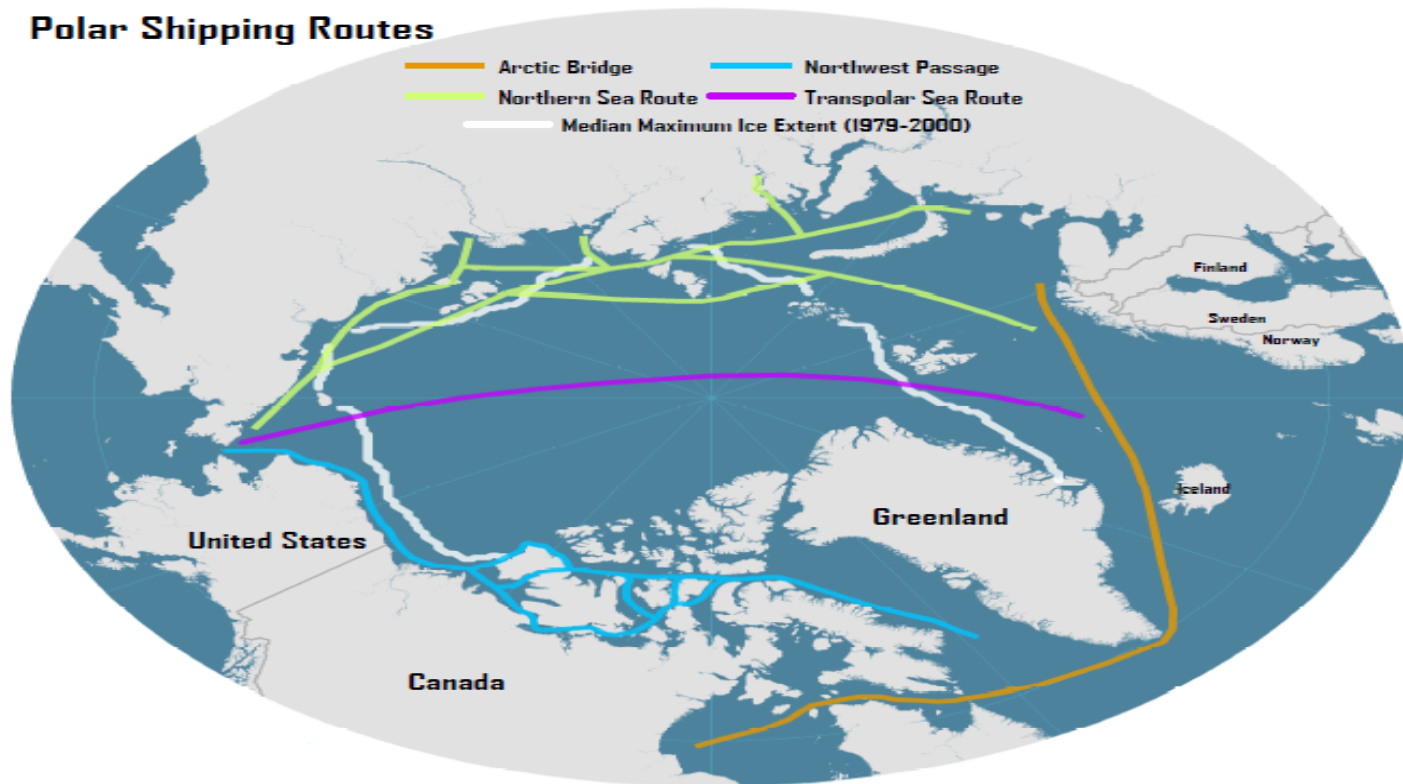 Polar Shipping Routes
Arctic Bridge
Northwest Passage
Northern Sea Route
Transpolar Sea Route
Median Maximum Ice Extent (1979-2000)
Finland
Sweden
Norway
Iceland
Greenland
United States
Canada